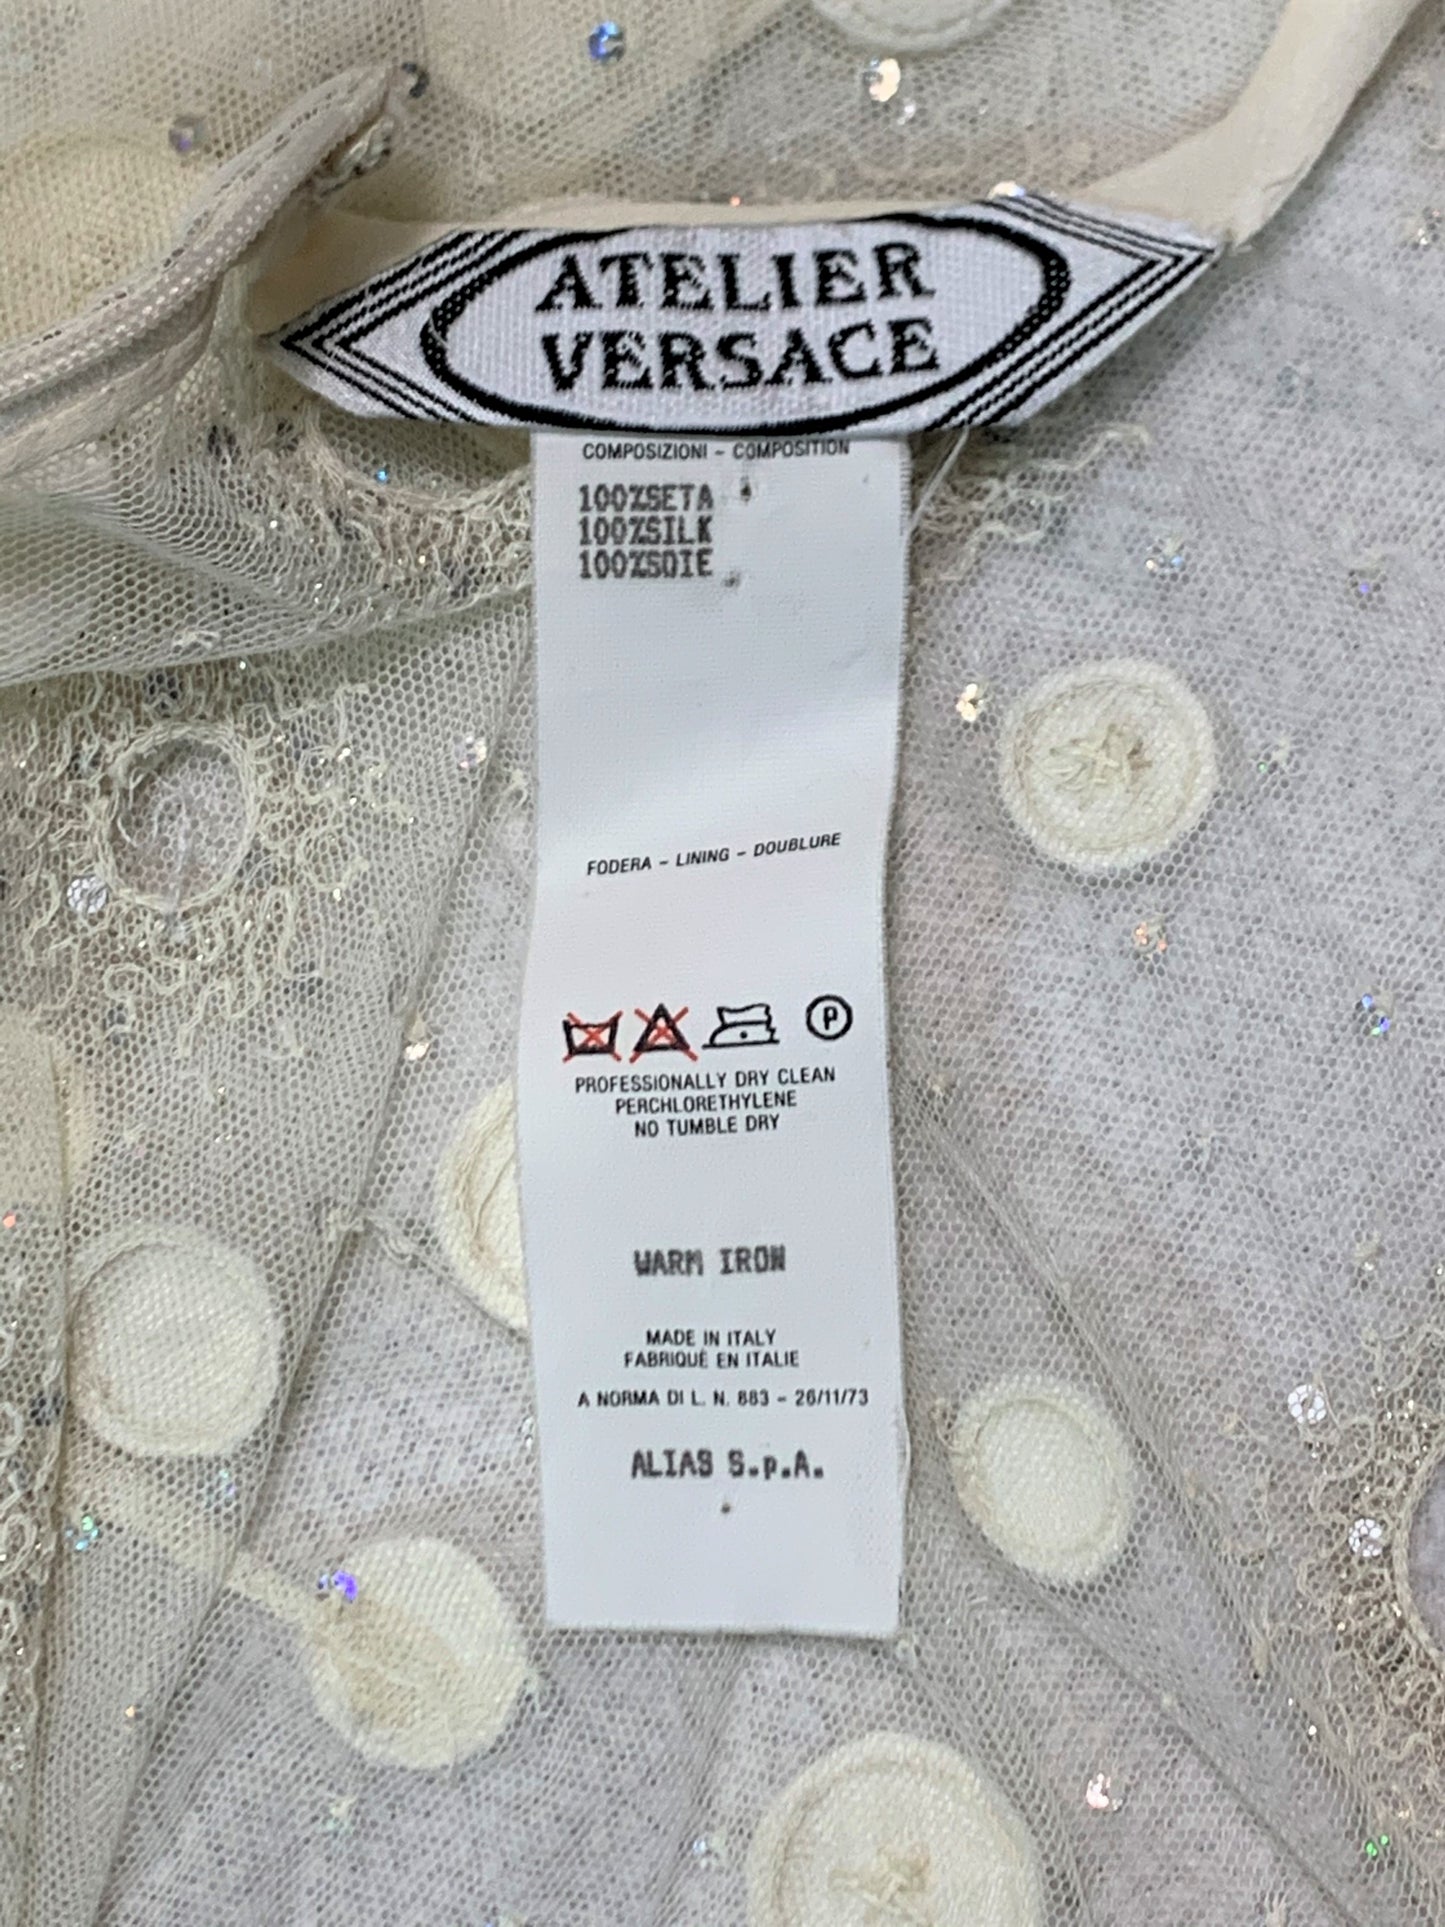 ATELIER
VERSACE
COMPOSIZIONI - COMPOSITION
100%SETA
100%SILK
100%SOIE
FODERA - LINING - DOUBLURE
P
PROFESSIONALLY DRY CLEAN
PERCHLORETHYLENE
NO TUMBLE DRY
WARM IRON
MADE IN ITALY
FABRIQUÉ EN ITALIE
A NORMA DI L. N. 883 - 26/11/73
ALIAS S.p.A.